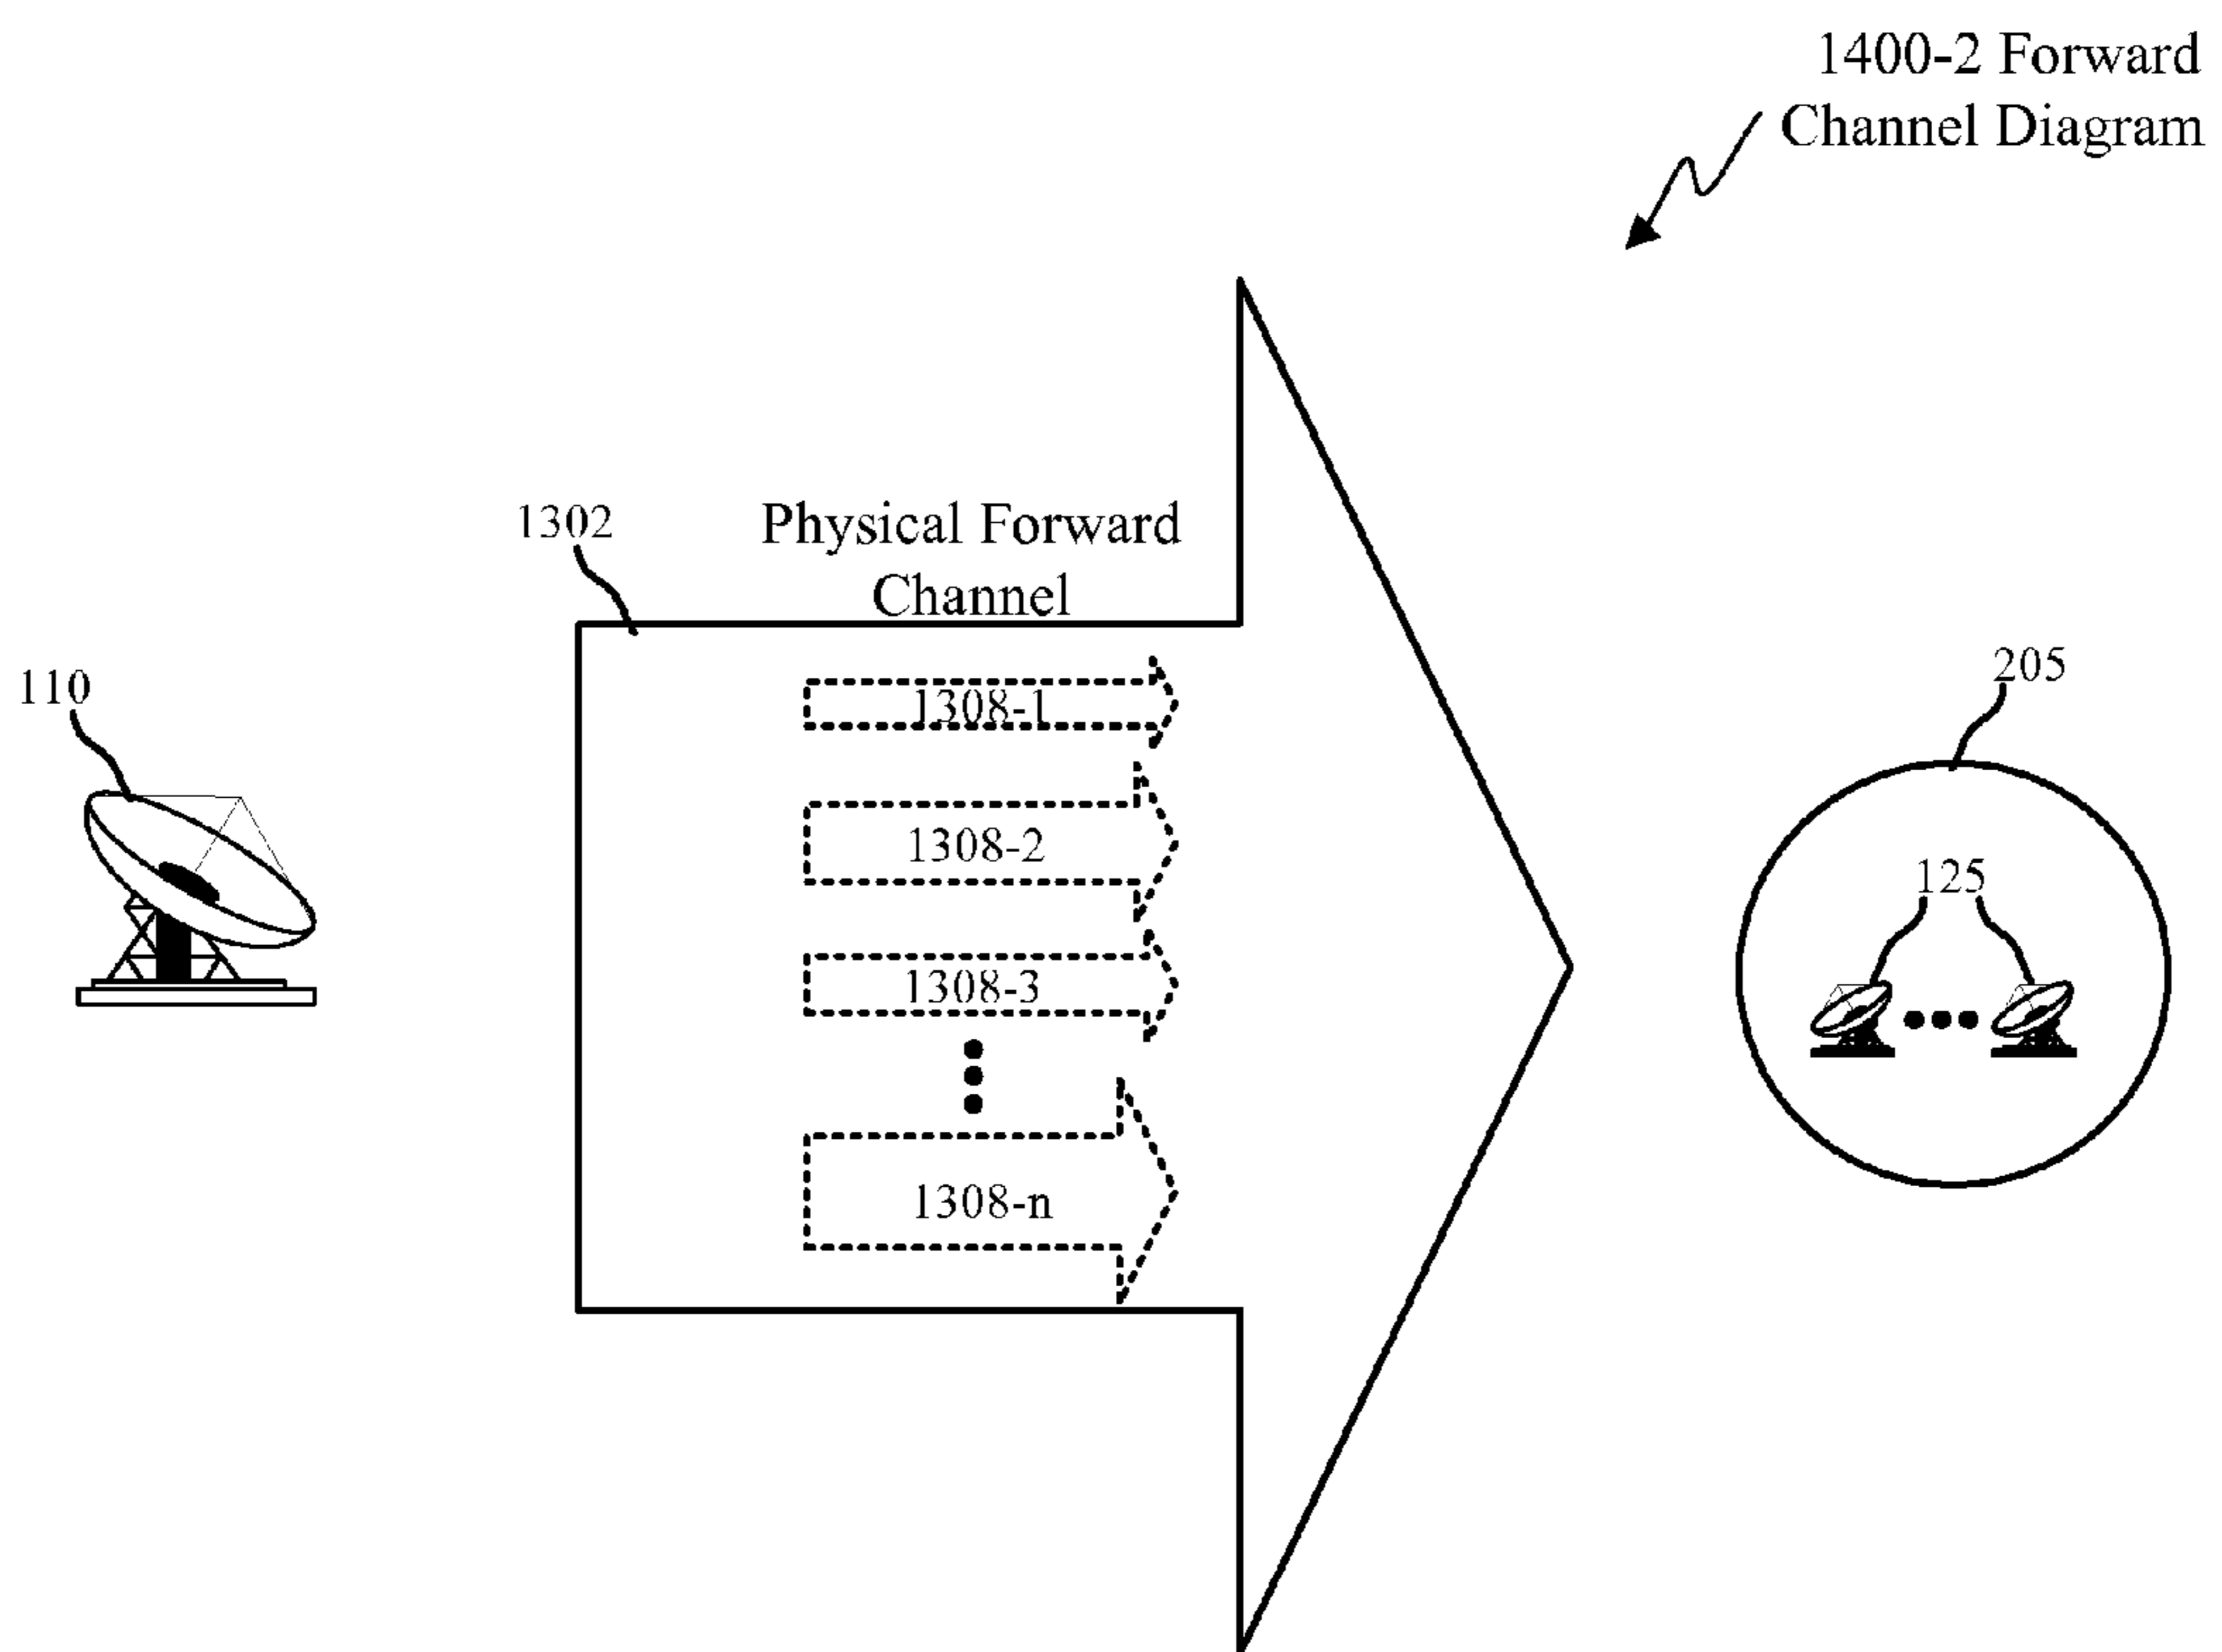 1400-2 Forward
Channel Diagram
1302
Physical Forward
Channel
110
1308-1
205
1308-2
125
1308-3
1308-n